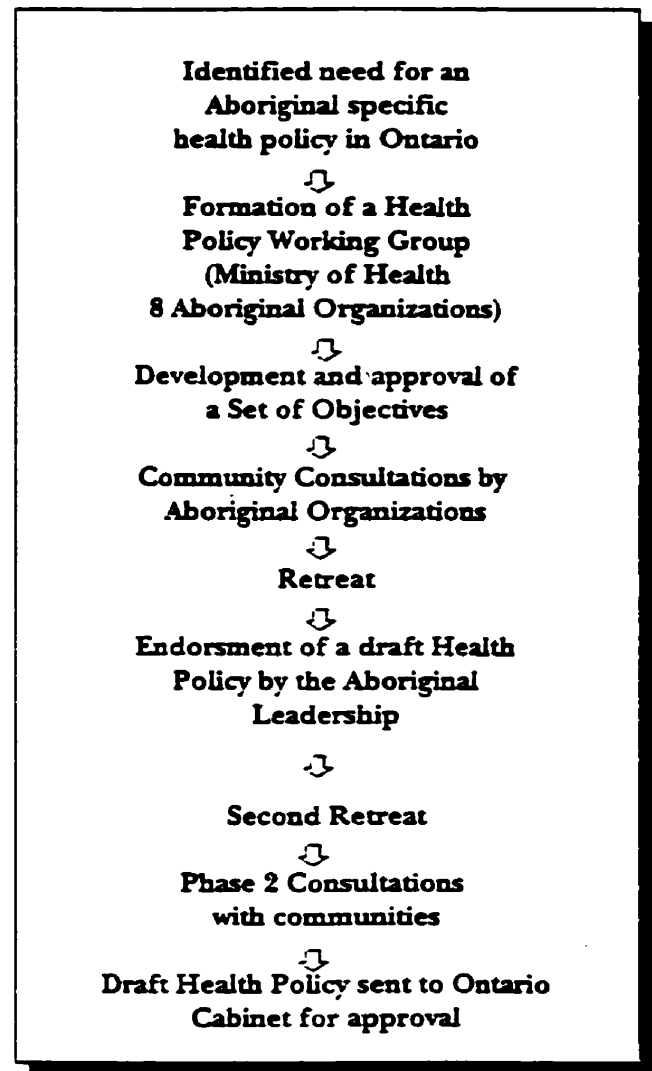 Identified need for an
Aboriginal specific
health policy in Ontario
Formation of a Health
Policy Working Group
(Ministry of Health
8 Aboriginal Organizations)
Development and approval of
a Set of Objectives
Community Consultations by
Aboriginal Organizations
Retreat
Endorsment of a draft Health
Policy by the Aboriginal
Leadership
Second Retreat
Phase 2 Consultations
with communities
Draft Health Policy sent to Ontario
Cabinet for approval